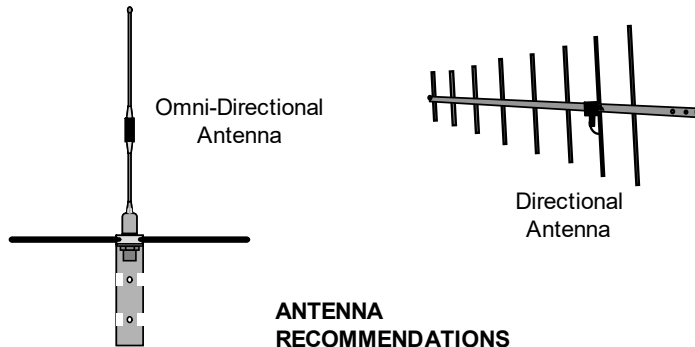 Omni-Directional
Antenna
Directional
Antenna
ANTENNA
RECOMMENDATIONS